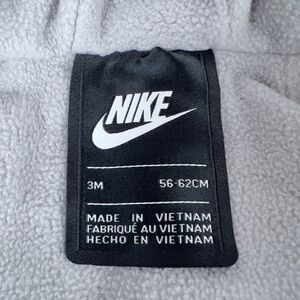 NIKE
3M 56-62CM
MADE IN VIETNAM
FABRIQUÉ AU VIETNAM
HECHO EN VIETNAM